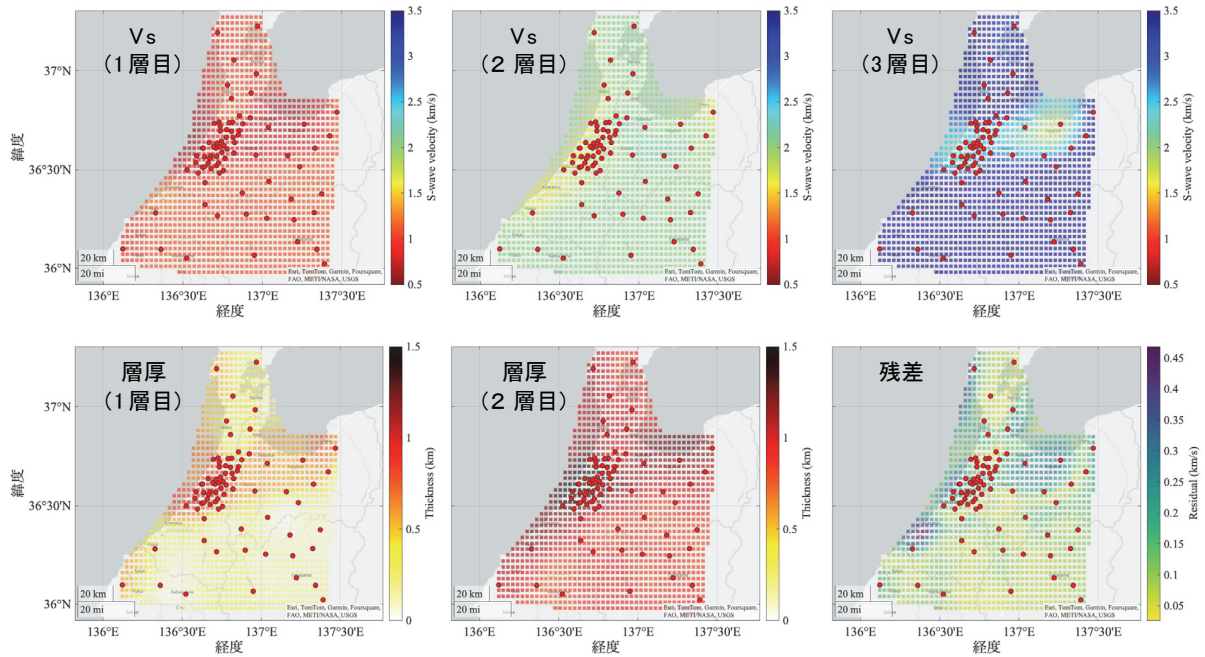 Vs
(1層目)
37°N
36°30'N
36°N
緯度
136°E
136°30'E
137°E
137°30'E
経度
20 km
20 mi
Esri, TomTom, Garmin, Foursquare,
FAO, METI/NASA, USGS
3.5
3
2.5
2
1.5
1
0.5
S-wave velocity (km/s)
Vs
(2 層目)
136°E
136°30'E
137°E
137°30'E
経度
20 km
20 mi
Esri, TomTom, Garmin, Foursquare,
FAO, METI/NASA, USGS
3.5
3
2.5
2
1.5
1
0.5
S-wave velocity (km/s)
Vs
(3層目)
136°E
136°30'E
137°E
137°30'E
経度
20 km
20 mi
Esri, TomTom, Garmin, Foursquare,
FAO, METI/NASA, USGS
3.5
3
2.5
2
1.5
1
0.5
S-wave velocity (km/s)
層厚
(1層目)
37°N
36°30'N
36°N
緯度
136°E
136°30'E
137°E
137°30'E
経度
20 km
20 mi
Esri, TomTom, Garmin, Foursquare,
FAO, METI/NASA, USGS
1.5
1
0.5
0
Thickness (km)
層厚
(2 層目)
136°E
136°30'E
137°E
137°30'E
経度
20 km
20 mi
Esri, TomTom, Garmin, Foursquare,
FAO, METI/NASA, USGS
1.5
1
0.5
0
Thickness (km)
残差
136°E
136°30'E
137°E
137°30'E
経度
20 km
20 mi
Esri, TomTom, Garmin, Foursquare,
FAO, METI/NASA, USGS
0.45
0.4
0.35
0.3
0.25
0.2
0.15
0.1
0.05
Residual (km/s)